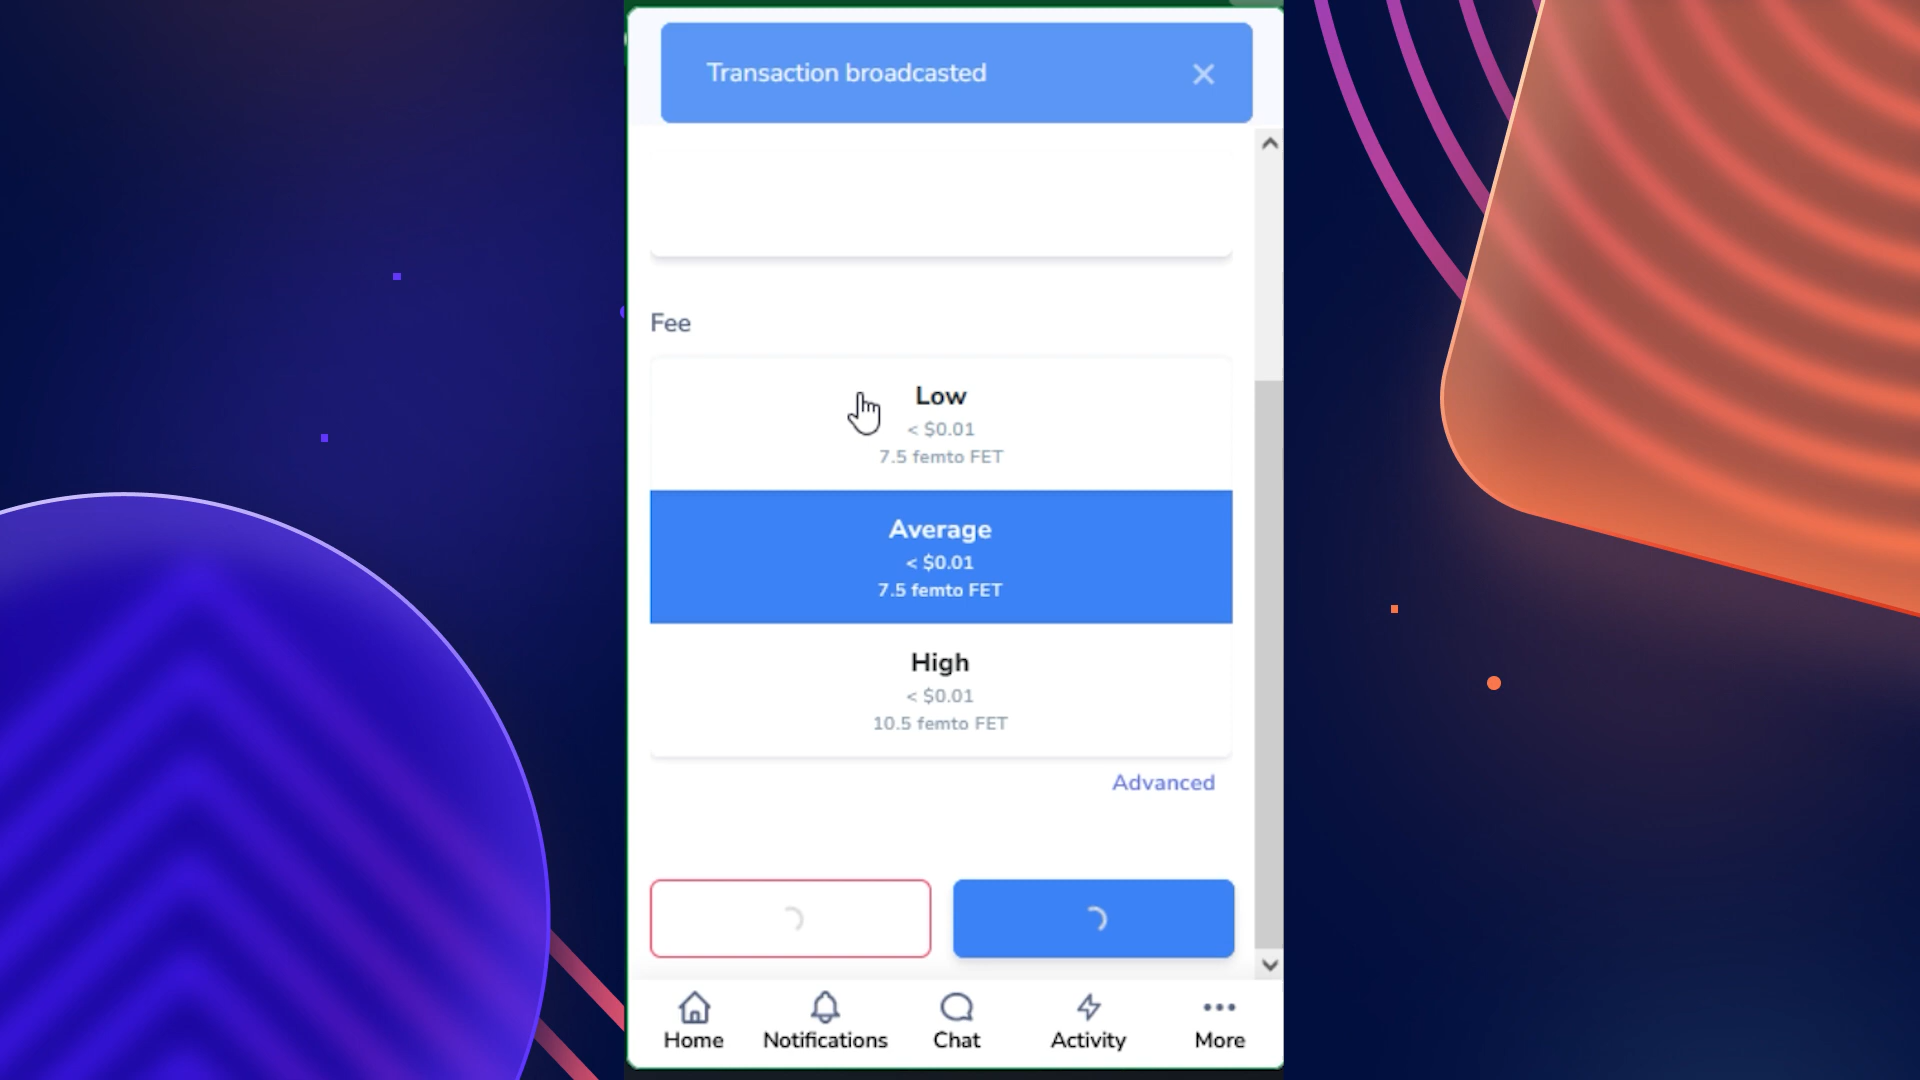 Transaction broadcasted
Fee
Low
< $0.01
7.5 femto FET
Average
< $0.01
7.5 femto FET
High
< $0.01
10.5 femto FET
Advanced
Home
Notifications
Chat
Activity
More